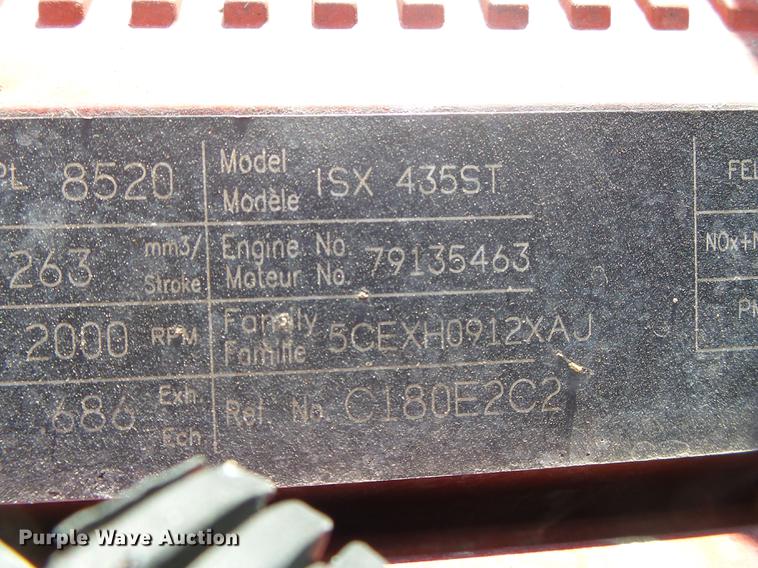 PL 8520 Model ISX 435ST FEL
Modèle
263 mm3/ Engine No. 79135463 NOx+N
Stroke Moteur No.
2000 RPM Family 5CEXH0912XAJ PM
Famille
.686 Exh. Ref. No. C180E2C2
Ech
Purple Wave Auction